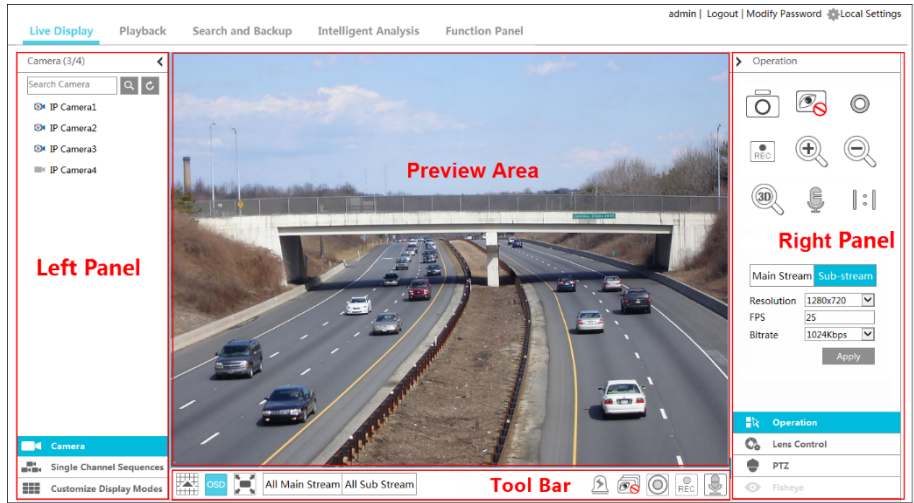 admin | Logout | Modify Password Local Settings
Live Display Playback Search and Backup Intelligent Analysis Function Panel
Camera (3/4)
Search Camera
IP Camera1
IP Camera2
IP Camera3
IP Camera4
Left Panel
Camera
Single Channel Sequences
Customize Display Modes
Preview Area
OSD All Main Stream All Sub Stream Tool Bar REC
Operation
REC
3D 1:1
Right Panel
Main Stream Sub-stream
Resolution 1280x720
FPS 25
Bitrate 1024Kbps
Apply
Operation
Lens Control
PTZ
Fisheye